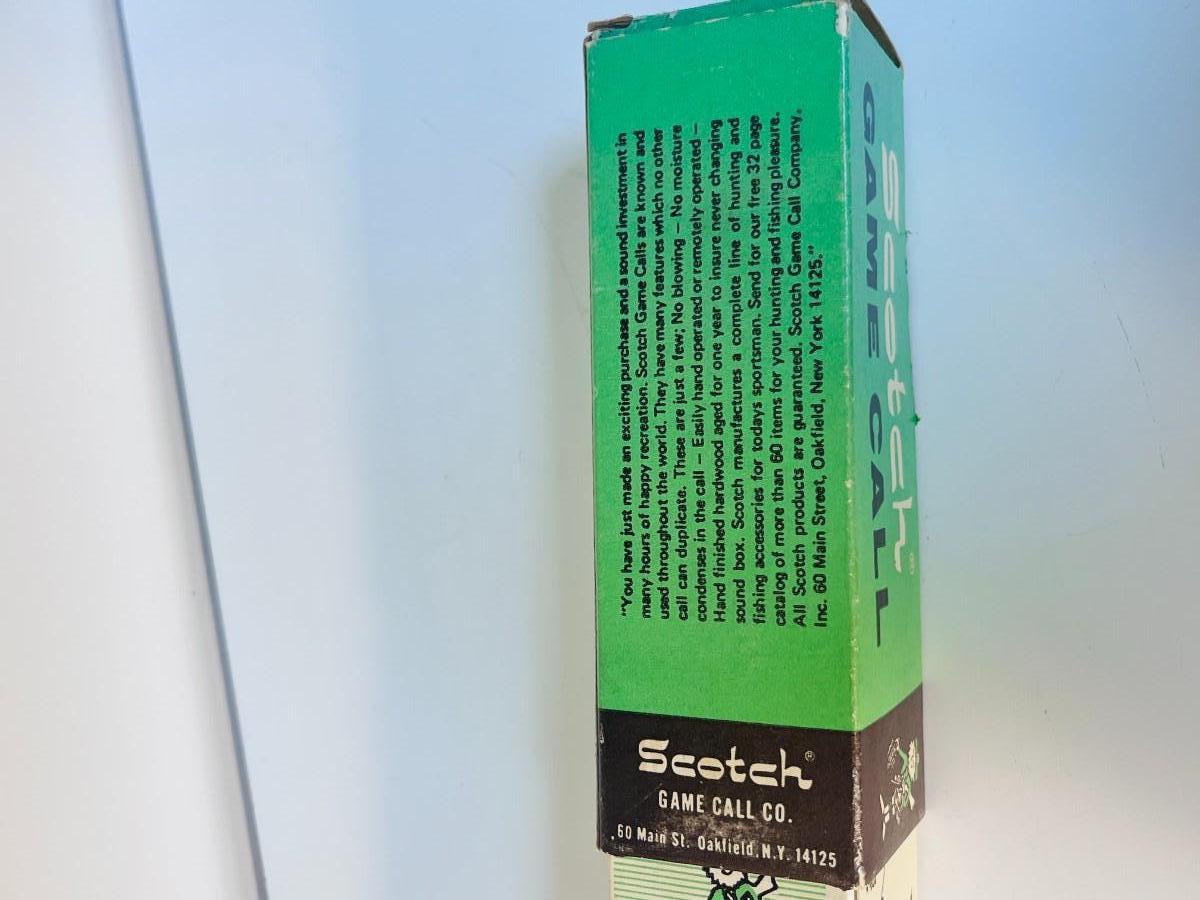 "You have just made an exciting purchase and a sound investment in
many hours of happy recreation. Scotch Game Calls are known and
used throughout the world. They have many features which no other
call can duplicate. These are just a few; No blowing — No moisture
condenses in the call — Easily hand operated or remotely operated —
Hand finished hardwood aged for one year to insure never changing
sound box. Scotch manufactures a complete line of hunting and
fishing accessories for todays sportsman. Send for our free 32 page
catalog of more than 60 items for your hunting and fishing pleasure.
All Scotch products are guaranteed. Scotch Game Call Company,
Inc. 60 Main Street, Oakfield, New York 14125."
Scotch®
GAME CALL
Scotch®
GAME CALL CO.
60 Main St. Oakfield, N.Y. 14125